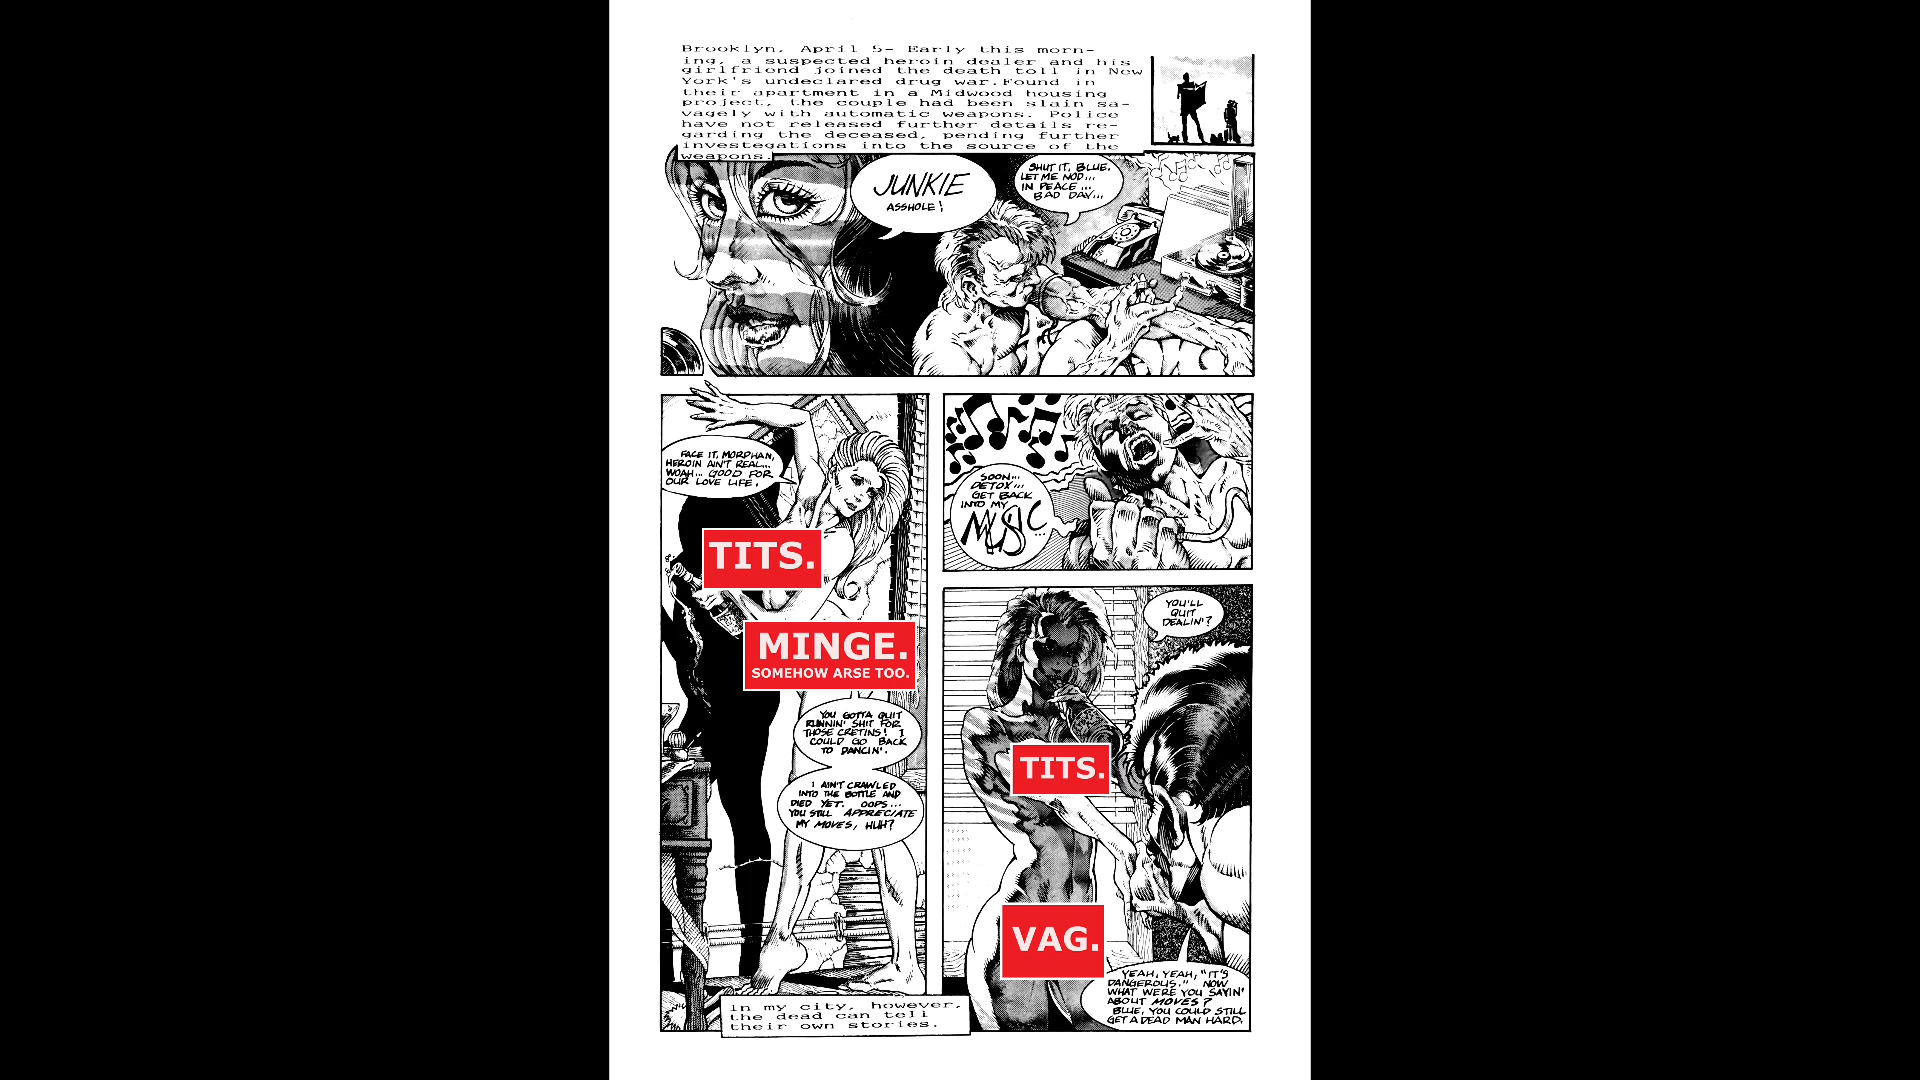 Brooklyn, April 5- Early this morn-
ing, a suspected heroin dealer and his
girlfriend joined the death toll in New
York's undeclared drug war.Found in
their apartment in a Midwood housing
project, the couple had been slain sa-
vagely with automatic weapons. Police
have not released further details re-
garding the deceased, pending further
investegations into the source of the
weapons.
JUNKIE
ASSHOLE!
SHUT IT, BLUE.
LET ME NOD...
IN PEACE...
BAD DAY...
FACE IT, MORPHAN,
HEROIN AIN'T REAL...
WOAH... GOOD FOR
OUR LOVE LIFE.
TITS.
MINGE.
SOMEHOW ARSE TOO.
YOU GOTTA QUIT
RUNNIN' SHIT FOR
THOSE CRETINS! I
COULD GO BACK
TO DANCIN'.
I AIN'T CRAWLED
INTO THE BOTTLE AND
DIED YET. OOPS...
YOU STILL APPRECIATE
MY MOVES, HUH?
SOON...
DETOX...
GET BACK
INTO MY
MUSIC
...
YOU'LL
QUIT
DEALIN'?
TITS.
VAG.
YEAH, YEAH, "IT'S
DANGEROUS." NOW
WHAT WERE YOU SAYIN'
ABOUT MOVES?
BLUE, YOU COULD STILL
GET A DEAD MAN HARD.
In my city, however,
the dead can tell
their own stories.